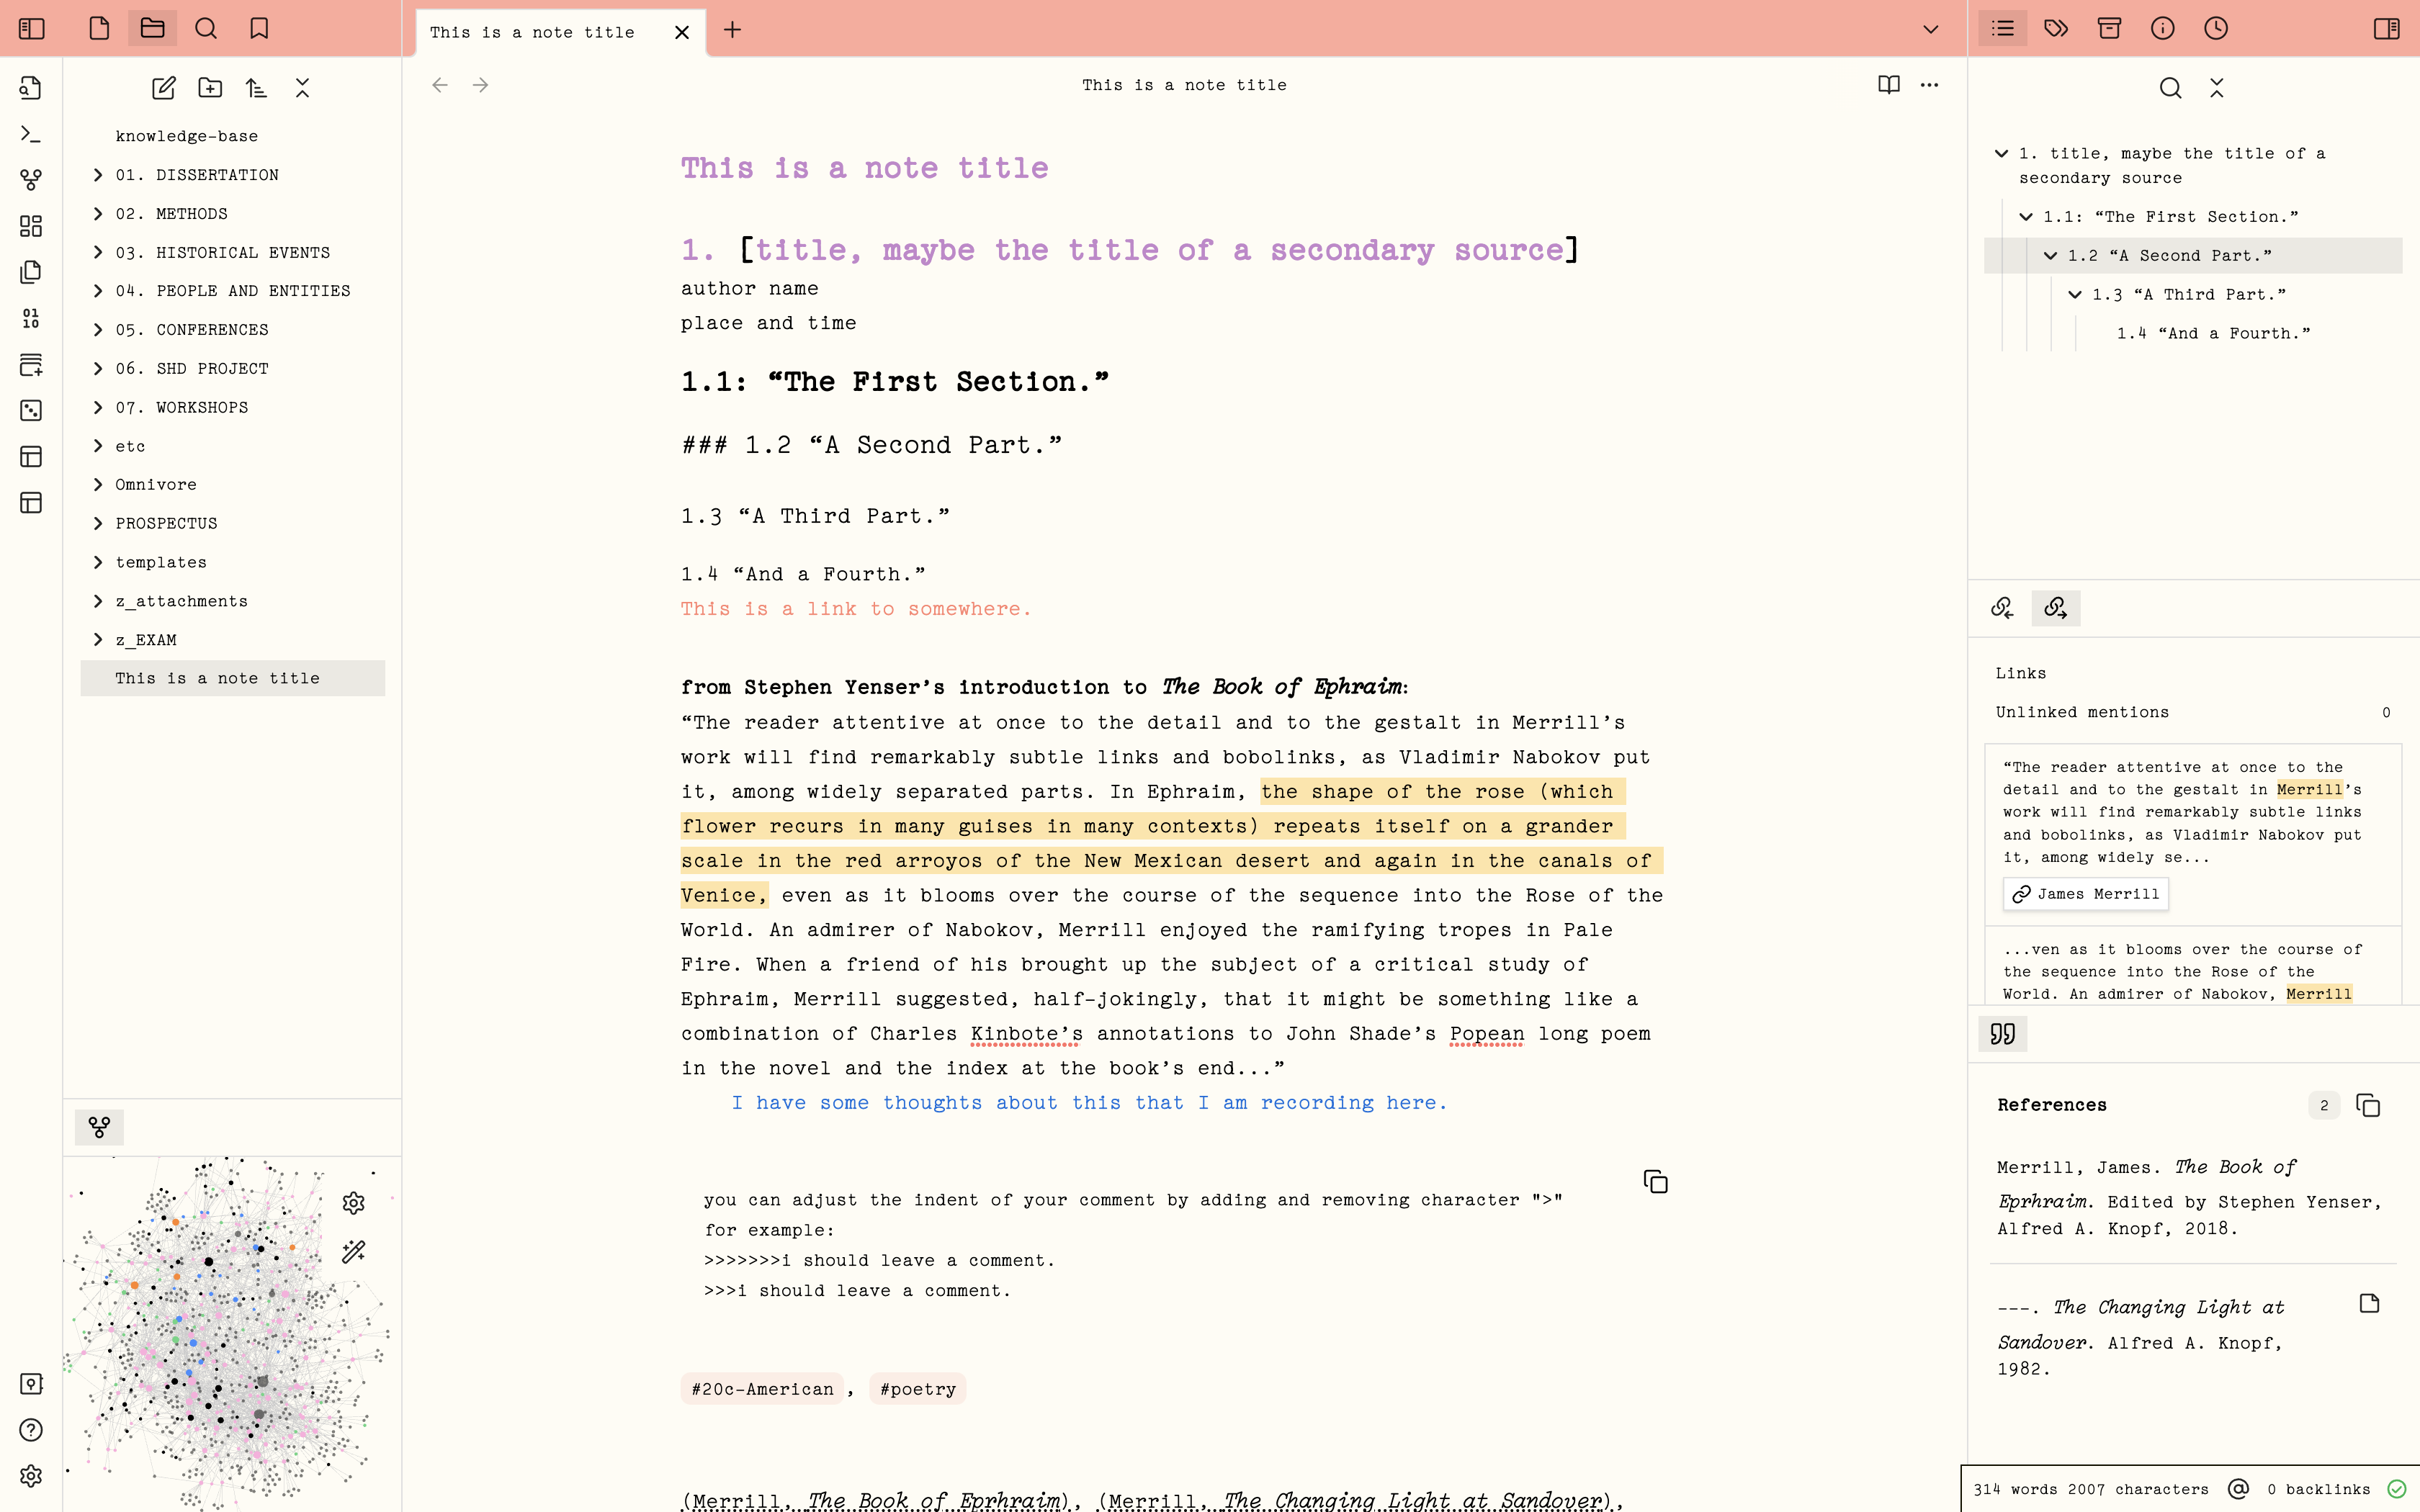 This is a note title
This is a note title
knowledge-base
01. DISSERTATION
02. METHODS
03. HISTORICAL EVENTS
04. PEOPLE AND ENTITIES
05. CONFERENCES
06. SHD PROJECT
07. WORKSHOPS
etc
Omnivore
PROSPECTUS
templates
z_attachments
z_EXAM
This is a note title
This is a note title
1. [title, maybe the title of a secondary source]
author name
place and time
1.1: “The First Section.”
### 1.2 “A Second Part.”
1.3 “A Third Part.”
1.4 “And a Fourth.”
This is a link to somewhere.
from Stephen Yenser’s introduction to The Book of Ephraim:
“The reader attentive at once to the detail and to the gestalt in Merrill’s
work will find remarkably subtle links and bobolinks, as Vladimir Nabokov put
it, among widely separated parts. In Ephraim, the shape of the rose (which
flower recurs in many guises in many contexts) repeats itself on a grander
scale in the red arroyos of the New Mexican desert and again in the canals of
Venice, even as it blooms over the course of the sequence into the Rose of the
World. An admirer of Nabokov, Merrill enjoyed the ramifying tropes in Pale
Fire. When a friend of his brought up the subject of a critical study of
Ephraim, Merrill suggested, half-jokingly, that it might be something like a
combination of Charles Kinbote’s annotations to John Shade’s Popean long poem
in the novel and the index at the book’s end...”
I have some thoughts about this that I am recording here.
you can adjust the indent of your comment by adding and removing character ">"
for example:
>>>>>>>i should leave a comment.
>>>i should leave a comment.
#20c-American, #poetry
(Merrill, The Book of Eprhraim), (Merrill, The Changing Light at Sandover),
1. title, maybe the title of a
secondary source
1.1: “The First Section.”
1.2 “A Second Part.”
1.3 “A Third Part.”
1.4 “And a Fourth.”
Links
Unlinked mentions 0
“The reader attentive at once to the
detail and to the gestalt in Merrill’s
work will find remarkably subtle links
and bobolinks, as Vladimir Nabokov put
it, among widely se...
James Merrill
...ven as it blooms over the course of
the sequence into the Rose of the
World. An admirer of Nabokov, Merrill
References 2
Merrill, James. The Book of
Eprhraim. Edited by Stephen Yenser,
Alfred A. Knopf, 2018.
---. The Changing Light at
Sandover. Alfred A. Knopf,
1982.
314 words 2007 characters @ 0 backlinks